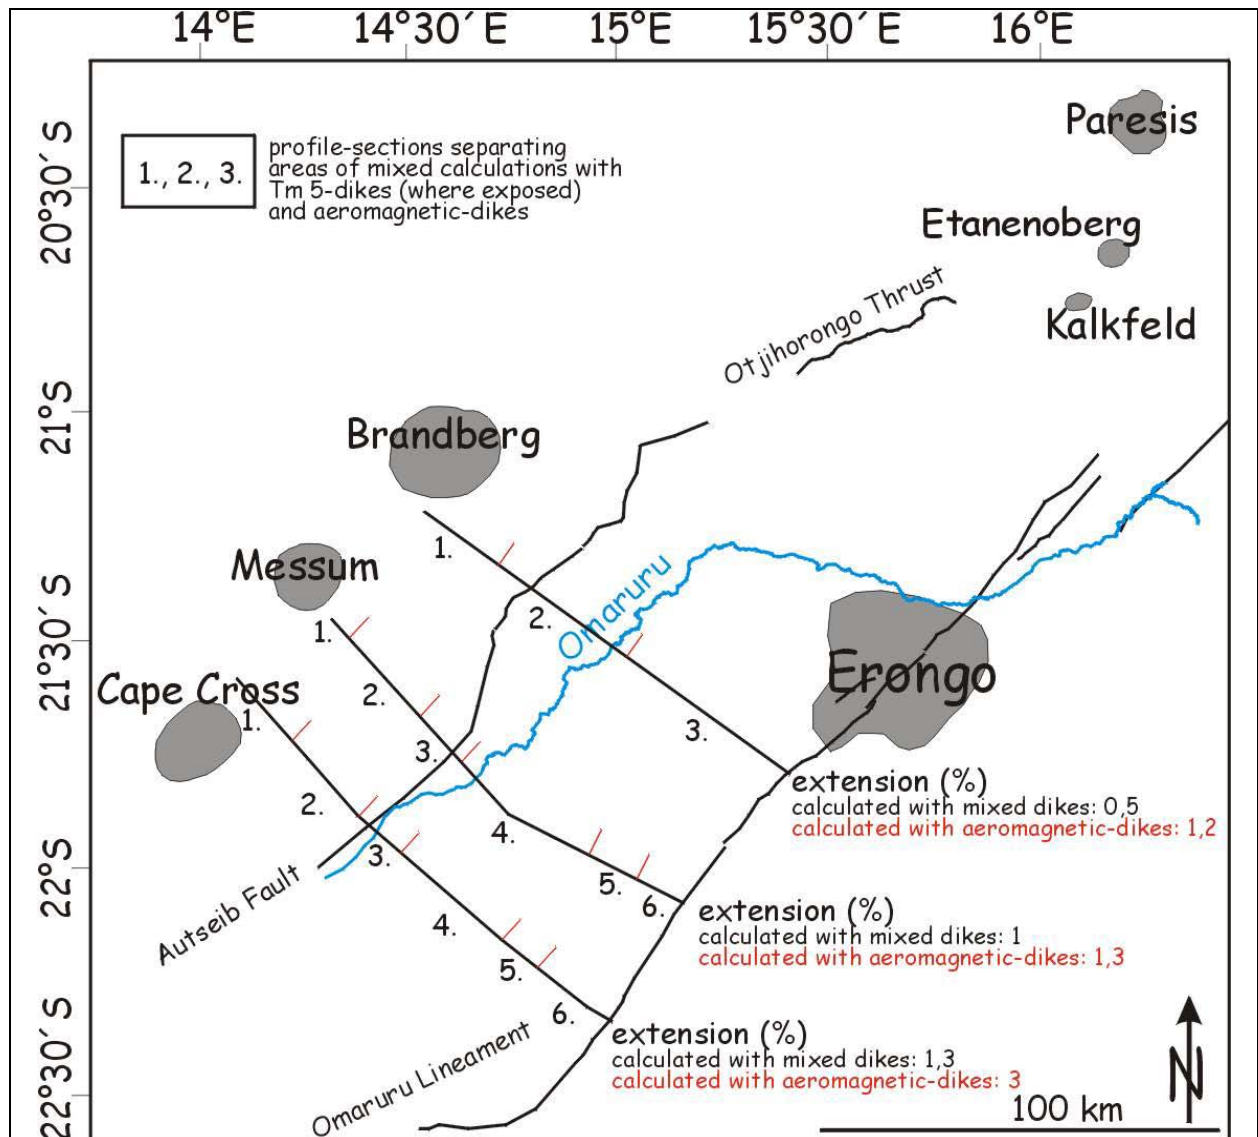 14°E 14°30´ E 15°E 15°30´E 16°E
20°30´ S
21°S
21°30´S
22°S
22°30´S
1., 2., 3.
profile-sections separating
areas of mixed calculations with
Tm 5-dikes (where exposed)
and aeromagnetic-dikes
Paresis
Etanenoberg
Kalkfeld
Otjihorongo Thrust
Brandberg
Messum
Cape Cross
Omaruru
Erongo
1.
2.
3.
1.
2.
3.
4.
5.
6.
1.
2.
3.
4.
5.
6.
Autseib Fault
Omaruru Lineament
extension (%)
calculated with mixed dikes: 0,5
calculated with aeromagnetic-dikes: 1,2
extension (%)
calculated with mixed dikes: 1
calculated with aeromagnetic-dikes: 1,3
extension (%)
calculated with mixed dikes: 1,3
calculated with aeromagnetic-dikes: 3
N
100 km